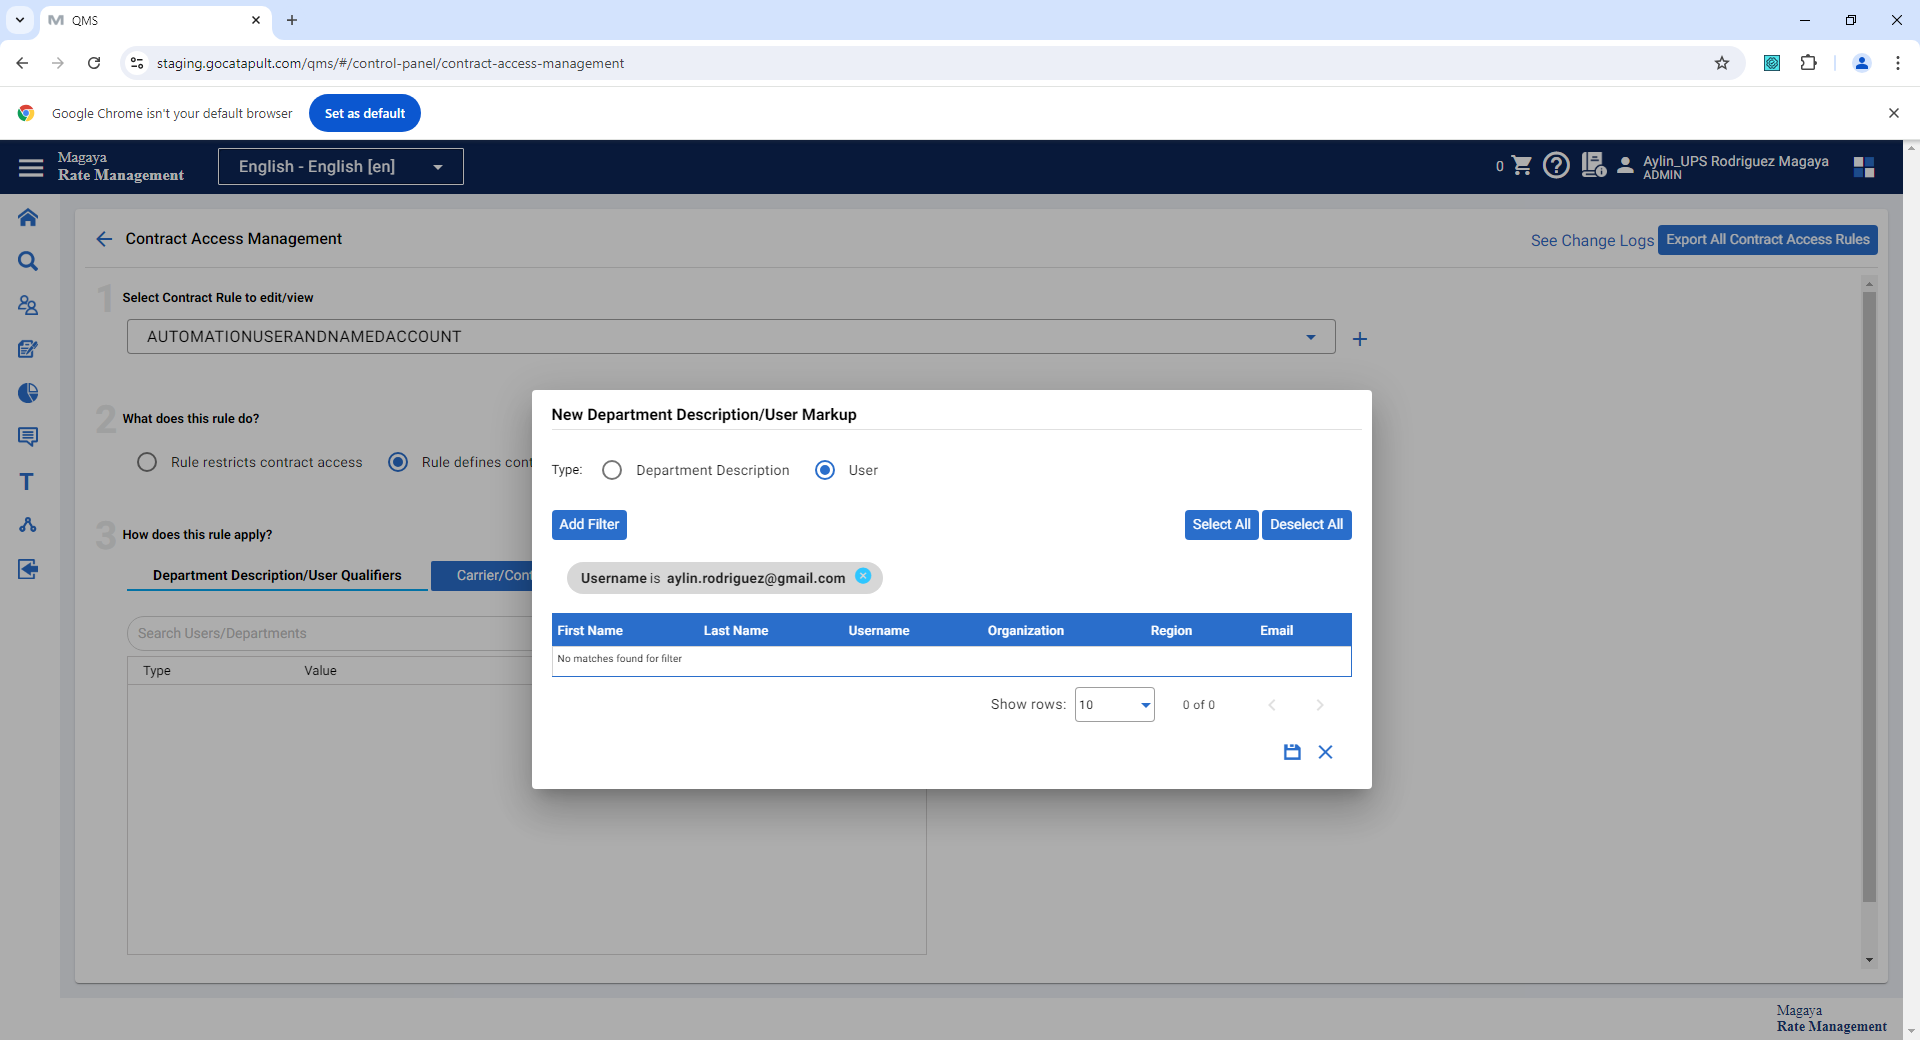 QMS
staging.gocatapult.com/qms/#/control-panel/contract-access-management
Google Chrome isn't your default browser
Set as default
Magaya
Rate Management
English - English [en]
0
Aylin_UPS Rodriguez Magaya
ADMIN
Contract Access Management
See Change Logs
Export All Contract Access Rules
1 Select Contract Rule to edit/view
AUTOMATIONUSERANDNAMEDACCOUNT
2 What does this rule do?
Rule restricts contract access
Rule defines cont
3 How does this rule apply?
Department Description/User Qualifiers
Carrier/Cont
Search Users/Departments
Type Value
New Department Description/User Markup
Type: Department Description User
Add Filter
Select All
Deselect All
Username is aylin.rodriguez@gmail.com
First Name Last Name Username Organization Region Email
No matches found for filter
Show rows: 10 0 of 0
Magaya
Rate Management